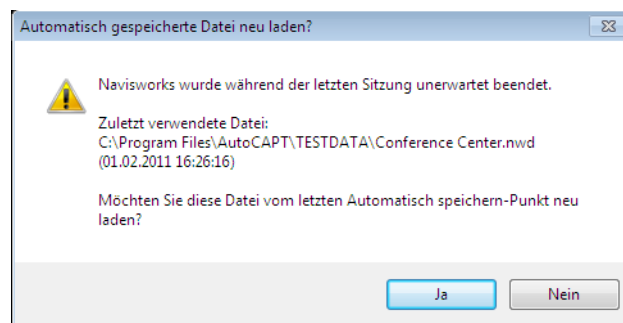 Automatisch gespeicherte Datei neu laden?
Navisworks wurde während der letzten Sitzung unerwartet beendet.
Zuletzt verwendete Datei:
C:\Program Files\AutoCAPT\TESTDATA\Conference Center.nwd
(01.02.2011 16:26:16)
Möchten Sie diese Datei vom letzten Automatisch speichern-Punkt neu
laden?
Ja
Nein